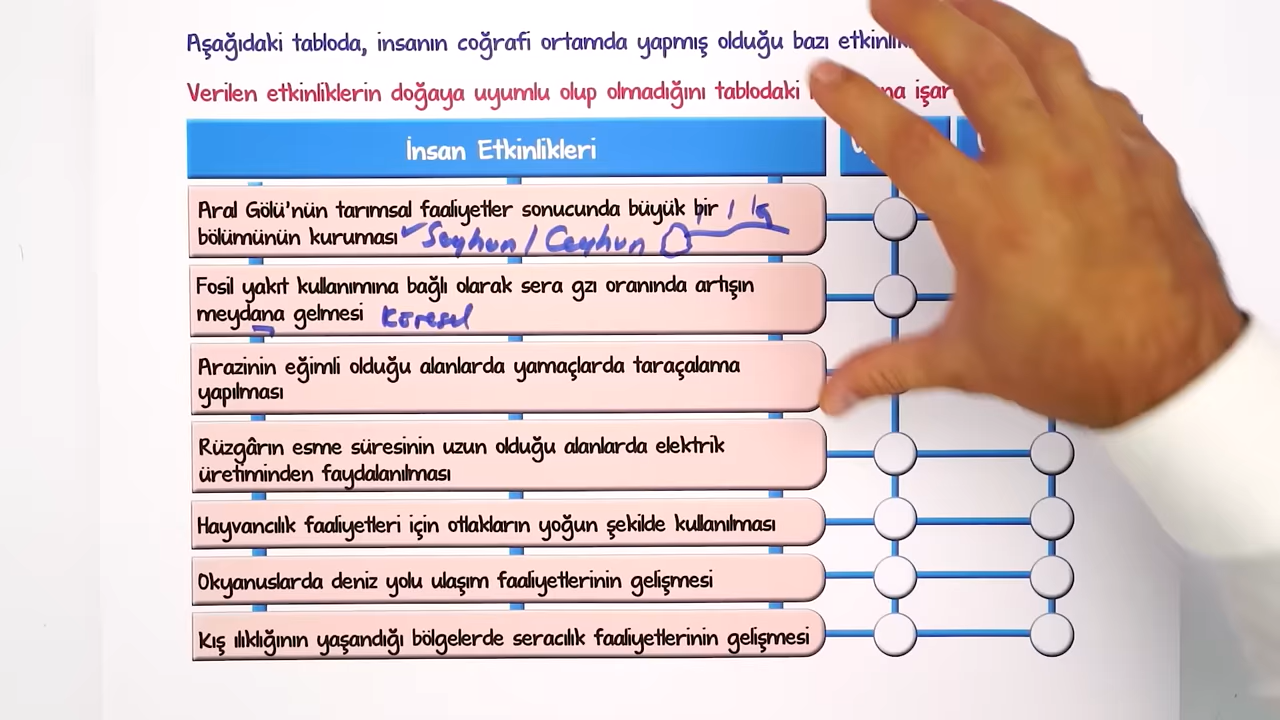 Aşağıdaki tabloda, insanın coğrafi ortamda yapmış olduğu bazı
Verilen etkinliklerin doğaya uyumlu olup olmadığını tablodaki
İnsan Etkinlikleri
Aral Gölü'nün tarımsal faaliyetler sonucunda büyük bir
bölümünün kuruması Seyhun / Ceyhun
Fosil yakıt kullanımına bağlı olarak sera gzı oranında artışın
meydana gelmesi Küresel
Arazinin eğimli olduğu alanlarda yamaçlarda taraçalama
yapılması
Rüzgârın esme süresinin uzun olduğu alanlarda elektrik
üretiminden faydalanılması
Hayvancılık faaliyetleri için otlakların yoğun şekilde kullanılması
Okyanuslarda deniz yolu ulaşım faaliyetlerinin gelişmesi
Kış ılıklığının yaşandığı bölgelerde seracılık faaliyetlerinin gelişmesi